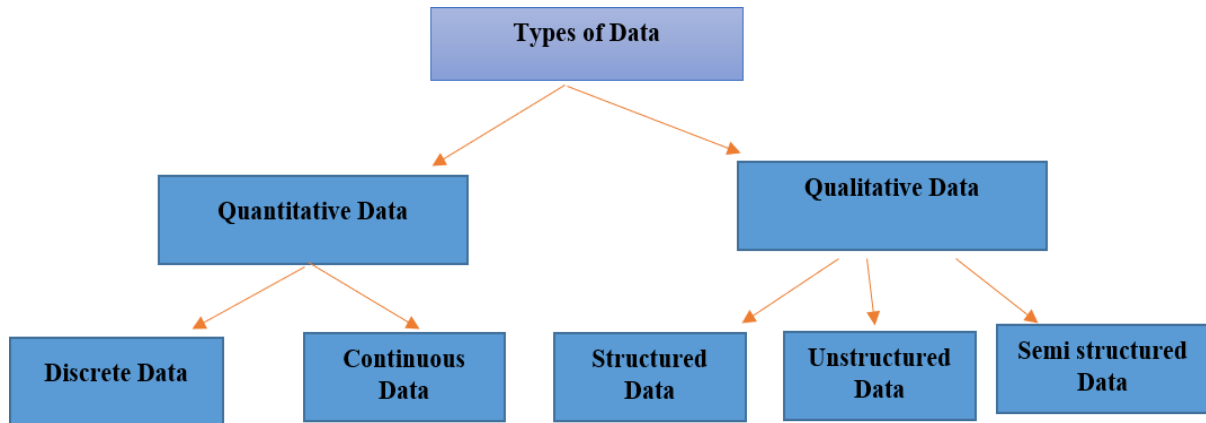 Types of Data
Quantitative Data
Qualitative Data
Discrete Data
Continuous
Data
Structured
Data
Unstructured
Data
Semi structured
Data